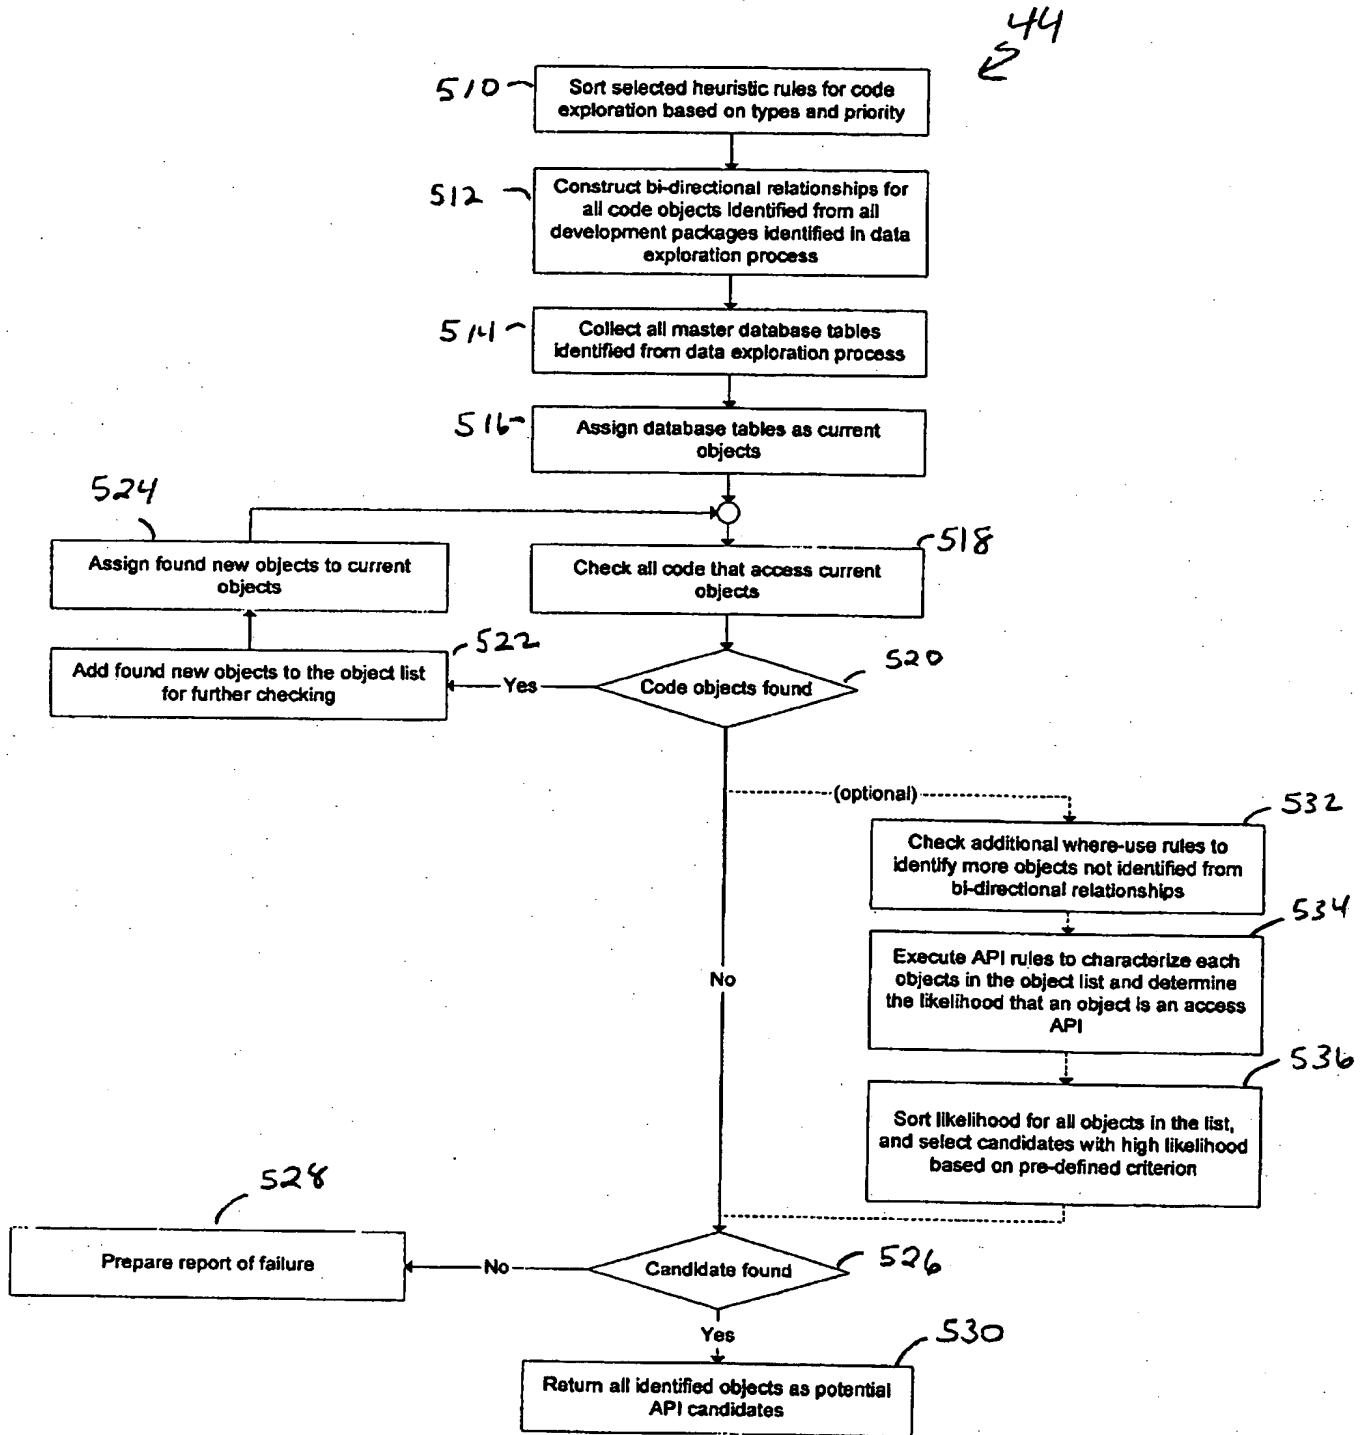 44
510
Sort selected heuristic rules for code
exploration based on types and priority
512
Construct bi-directional relationships for
all code objects identified from all
development packages identified in data
exploration process
514
Collect all master database tables
identified from data exploration process
516
Assign database tables as current
objects
524
Assign found new objects to current
objects
518
Check all code that access current
objects
522
Add found new objects to the object list
for further checking
Yes
520
Code objects found
(optional)
532
Check additional where-use rules to
identify more objects not identified from
bi-directional relationships
534
Execute API rules to characterize each
objects in the object list and determine
the likelihood that an object is an access
API
No
536
Sort likelihood for all objects in the list,
and select candidates with high likelihood
based on pre-defined criterion
528
Prepare report of failure
No
Candidate found
526
Yes
530
Return all identified objects as potential
API candidates